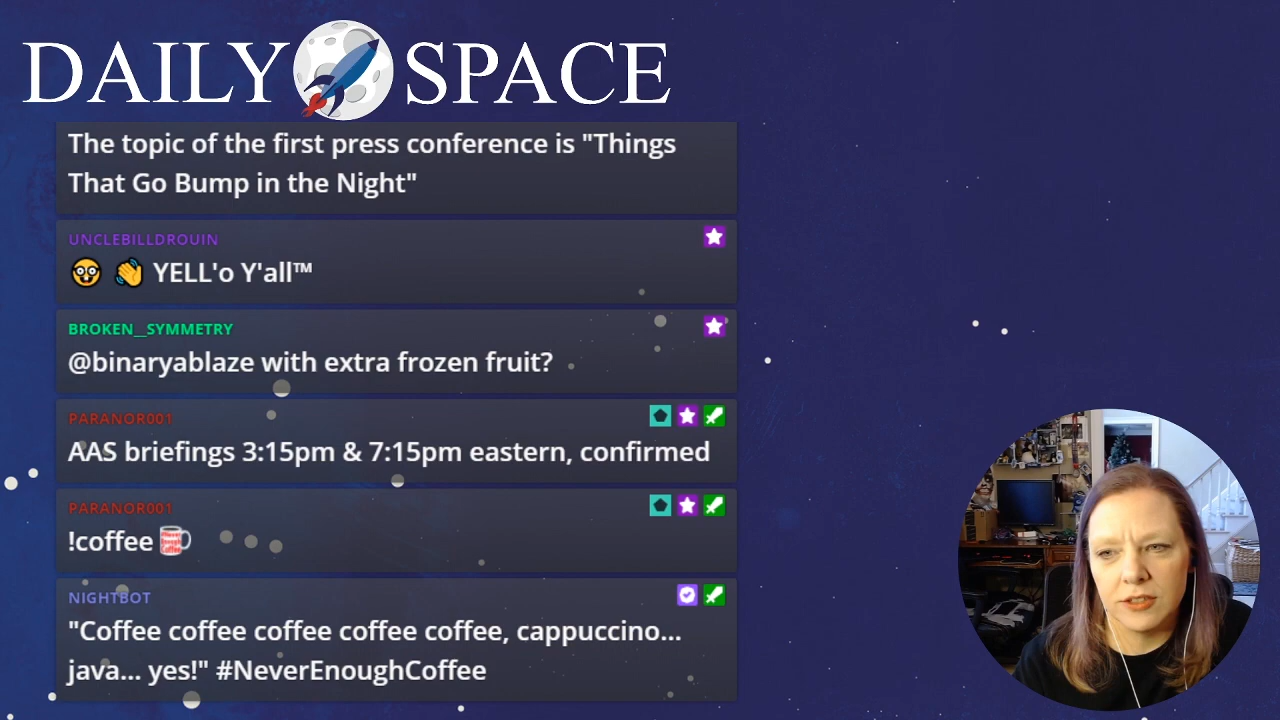 DAILY SPACE
The topic of the first press conference is "Things
That Go Bump in the Night"
UNCLEBILLDROUIN
🤓 👋 YELL'o Y'all™
BROKEN__SYMMETRY
@binaryablaze with extra frozen fruit?
PARANOR001
AAS briefings 3:15pm & 7:15pm eastern, confirmed
PARANOR001
!coffee
NIGHTBOT
"Coffee coffee coffee coffee coffee, cappuccino...
java... yes!" #NeverEnoughCoffee